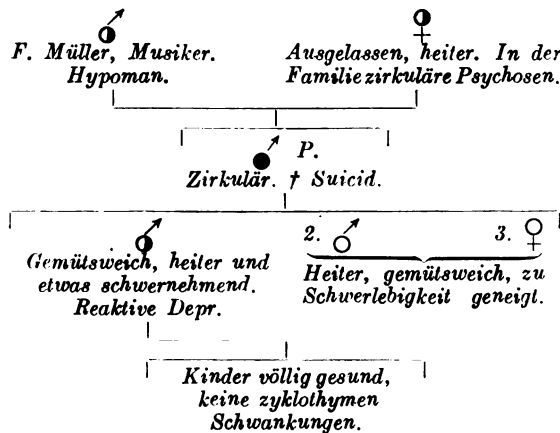 F. Müller, Musiker.
Hypoman.
Ausgelassen, heiter. In der
Familie zirkuläre Psychosen.
P.
Zirkulär. † Suicid.
Gemütsweich, heiter und
etwas schwernehmend.
Reaktive Depr.
2. 3.
Heiter, gemütsweich, zu
Schwerlebigkeit geneigt.
Kinder völlig gesund,
keine zyklothymen
Schwankungen.